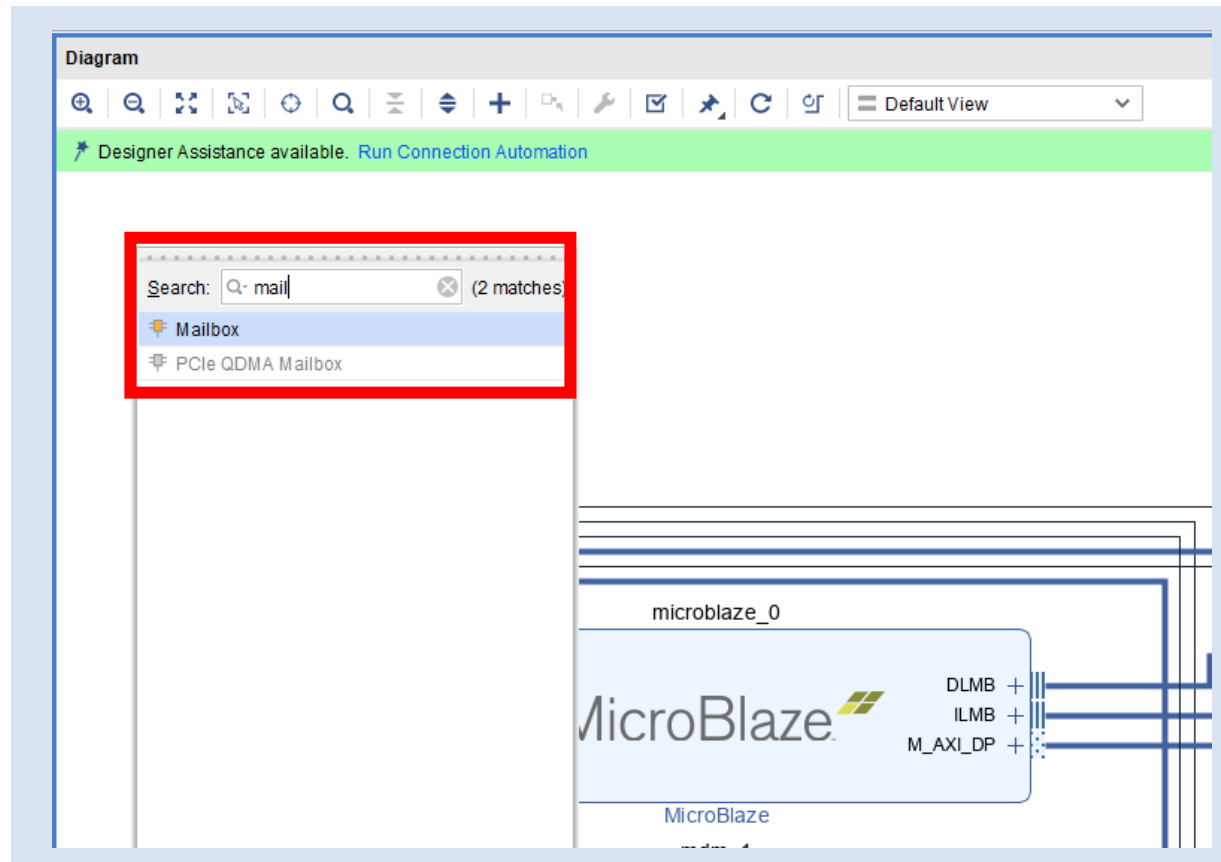 Diagram
Default View
Designer Assistance available. Run Connection Automation
Search: mail (2 matches)
Mailbox
PCIe QDMA Mailbox
microblaze_0
DLMB
MicroBlaze
ILMB
M_AXI_DP
MicroBlaze